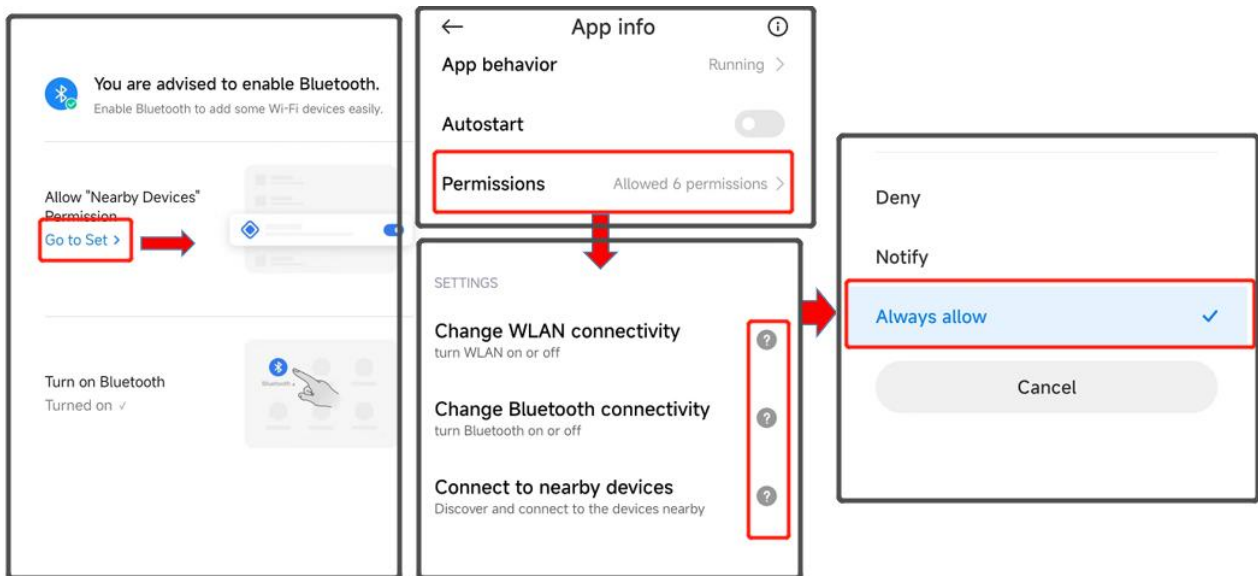 You are advised to enable Bluetooth.
Enable Bluetooth to add some Wi-Fi devices easily.
Allow "Nearby Devices"
Permission
Go to Set >
Turn on Bluetooth
Turned on ✓
Bluetooth
App info
App behavior
Running >
Autostart
Permissions
Allowed 6 permissions >
SETTINGS
Change WLAN connectivity
turn WLAN on or off
?
Change Bluetooth connectivity
turn Bluetooth on or off
?
Connect to nearby devices
Discover and connect to the devices nearby
?
Deny
Notify
Always allow ✓
Cancel